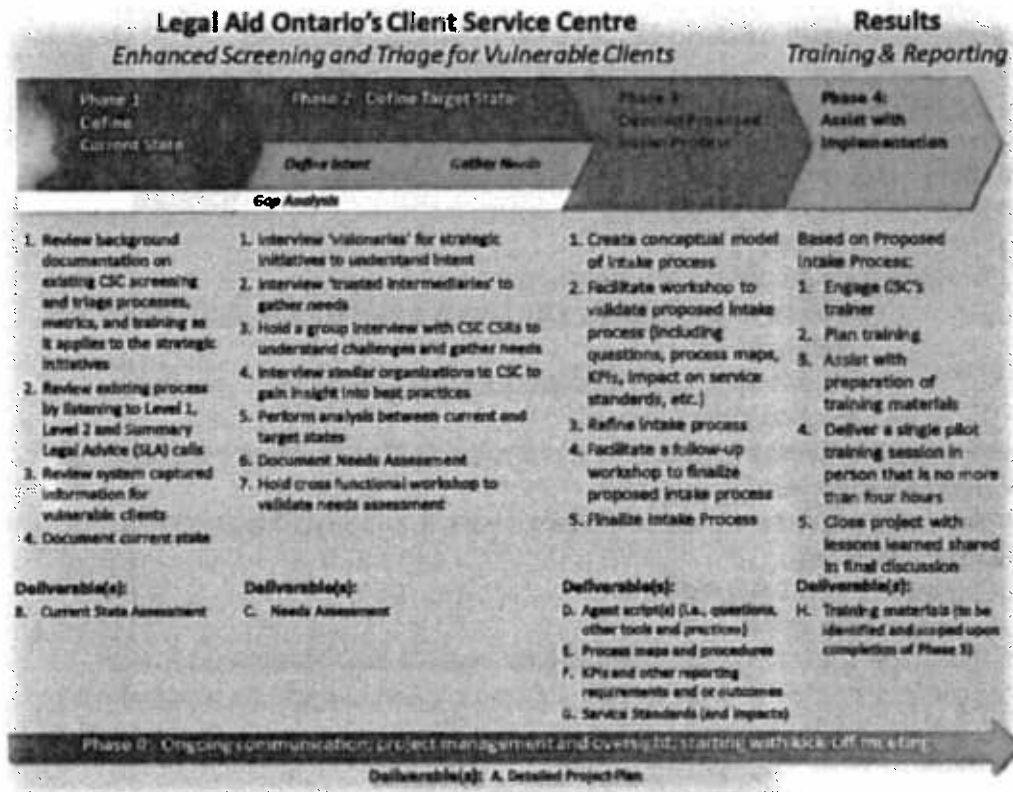 Legal Aid Ontario's Client Service Centre
Enhanced Screening and Triage for Vulnerable Clients
Results
Training & Reporting
Phase 1
Define
Current State
Phase 2 Define Target State
Define Intent
Gather Needs
Gap Analysis
Phase 3
Process
Phase 4:
Assist with
Implementation
1. Review background
documentation on
existing CSC screening
and triage processes,
metrics, and training as
it applies to the strategic
initiatives
2. Review existing process
by listening to Level 1,
Level 2 and Summary
Legal Advice (SLA) calls
3. Review system captured
information for
vulnerable clients
4. Document current state
Deliverable(s):
B. Current State Assessment
1. Interview 'visionaries' for strategic
initiatives to understand intent
2. Interview 'trusted intermediaries' to
gather needs
3. Hold a group interview with CSC CSRs to
understand challenges and gather needs
4. Interview similar organizations to CSC to
gain insight into best practices
5. Perform analysis between current and
target states
6. Document Needs Assessment
7. Hold cross functional workshop to
validate needs assessment
Deliverable(s):
C. Needs Assessment
1. Create conceptual model
of intake process
2. Facilitate workshop to
validate proposed intake
process (including
questions, process maps,
KPIs, impact on service
standards, etc.)
3. Refine intake process
4. Facilitate a follow-up
workshop to finalize
proposed intake process
5. Finalize Intake Process
Deliverable(s):
D. Agent script(s) (i.e., questions,
other tools and practices)
E. Process maps and procedures
F. KPIs and other reporting
requirements and or outcomes
G. Service Standards (and impacts)
Based on Proposed
Intake Process:
1. Engage CSC's
trainer
2. Plan training
3. Assist with
preparation of
training materials
4. Deliver a single pilot
training session in
person that is no more
than four hours
5. Close project with
lessons learned shared
in final discussion
Deliverable(s):
H. Training materials (to be
identified and scoped upon
completion of Phase 3)
Phase 0: Ongoing communication, project management and oversight, starting with kick-off meeting
Deliverable(s): A. Detailed Project Plan